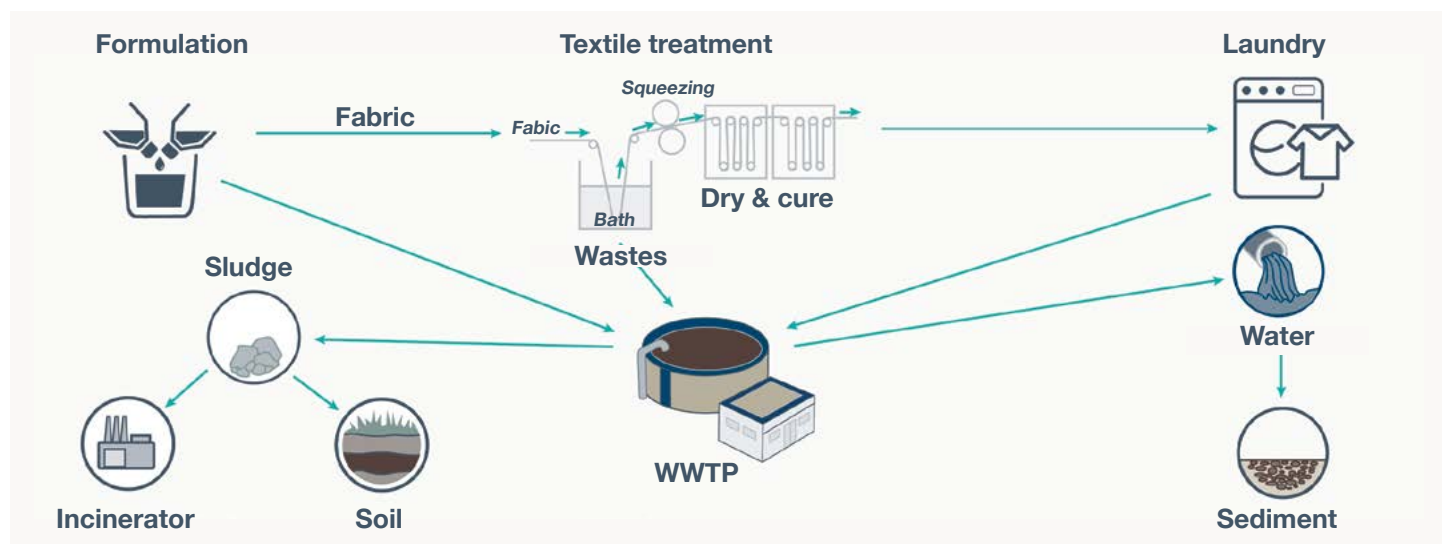 Formulation
Textile treatment
Laundry
Squeezing
Fabric
Fabic
Dry & cure
Bath
Wastes
Sludge
Water
WWTP
Incinerator
Soil
Sediment